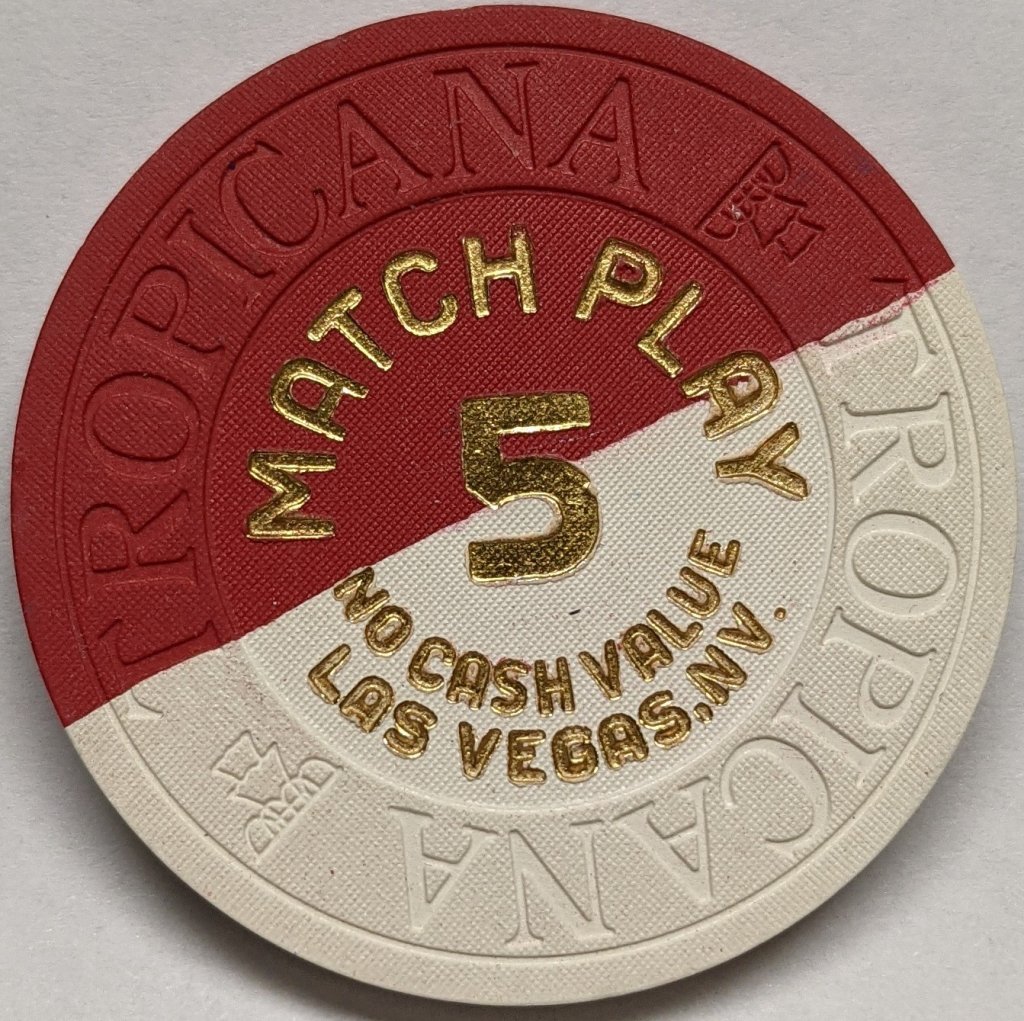 TROPICANA
MATCH PLAY
5
NO CASH VALUE
LAS VEGAS, NV.
TROPICANA